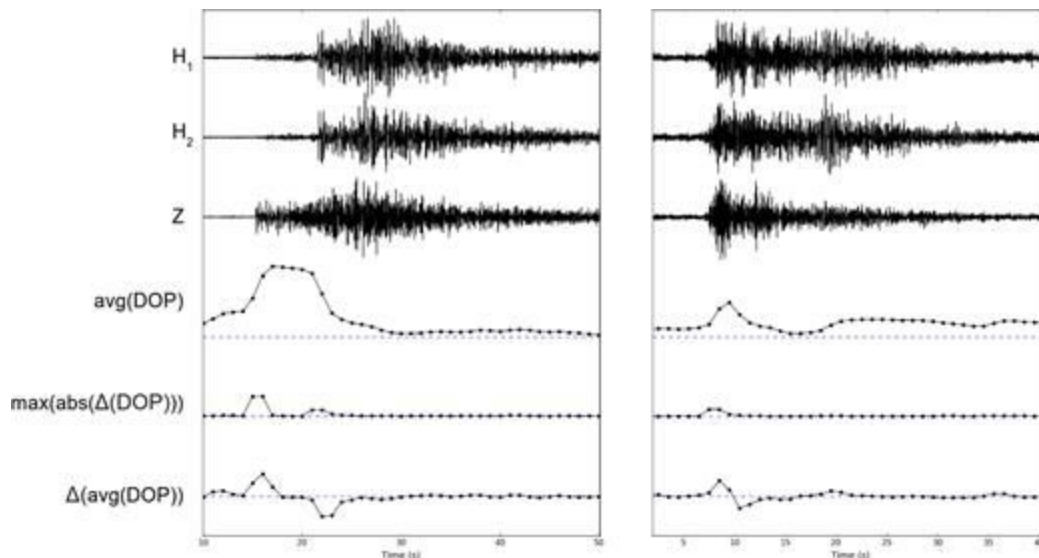 H1
H2
Z
avg(DOP)
max(abs(Δ(DOP)))
Δ(avg(DOP))
10 20 30 40 50
Time (s)
5 10 15 20 25 30 35 40
Time (s)